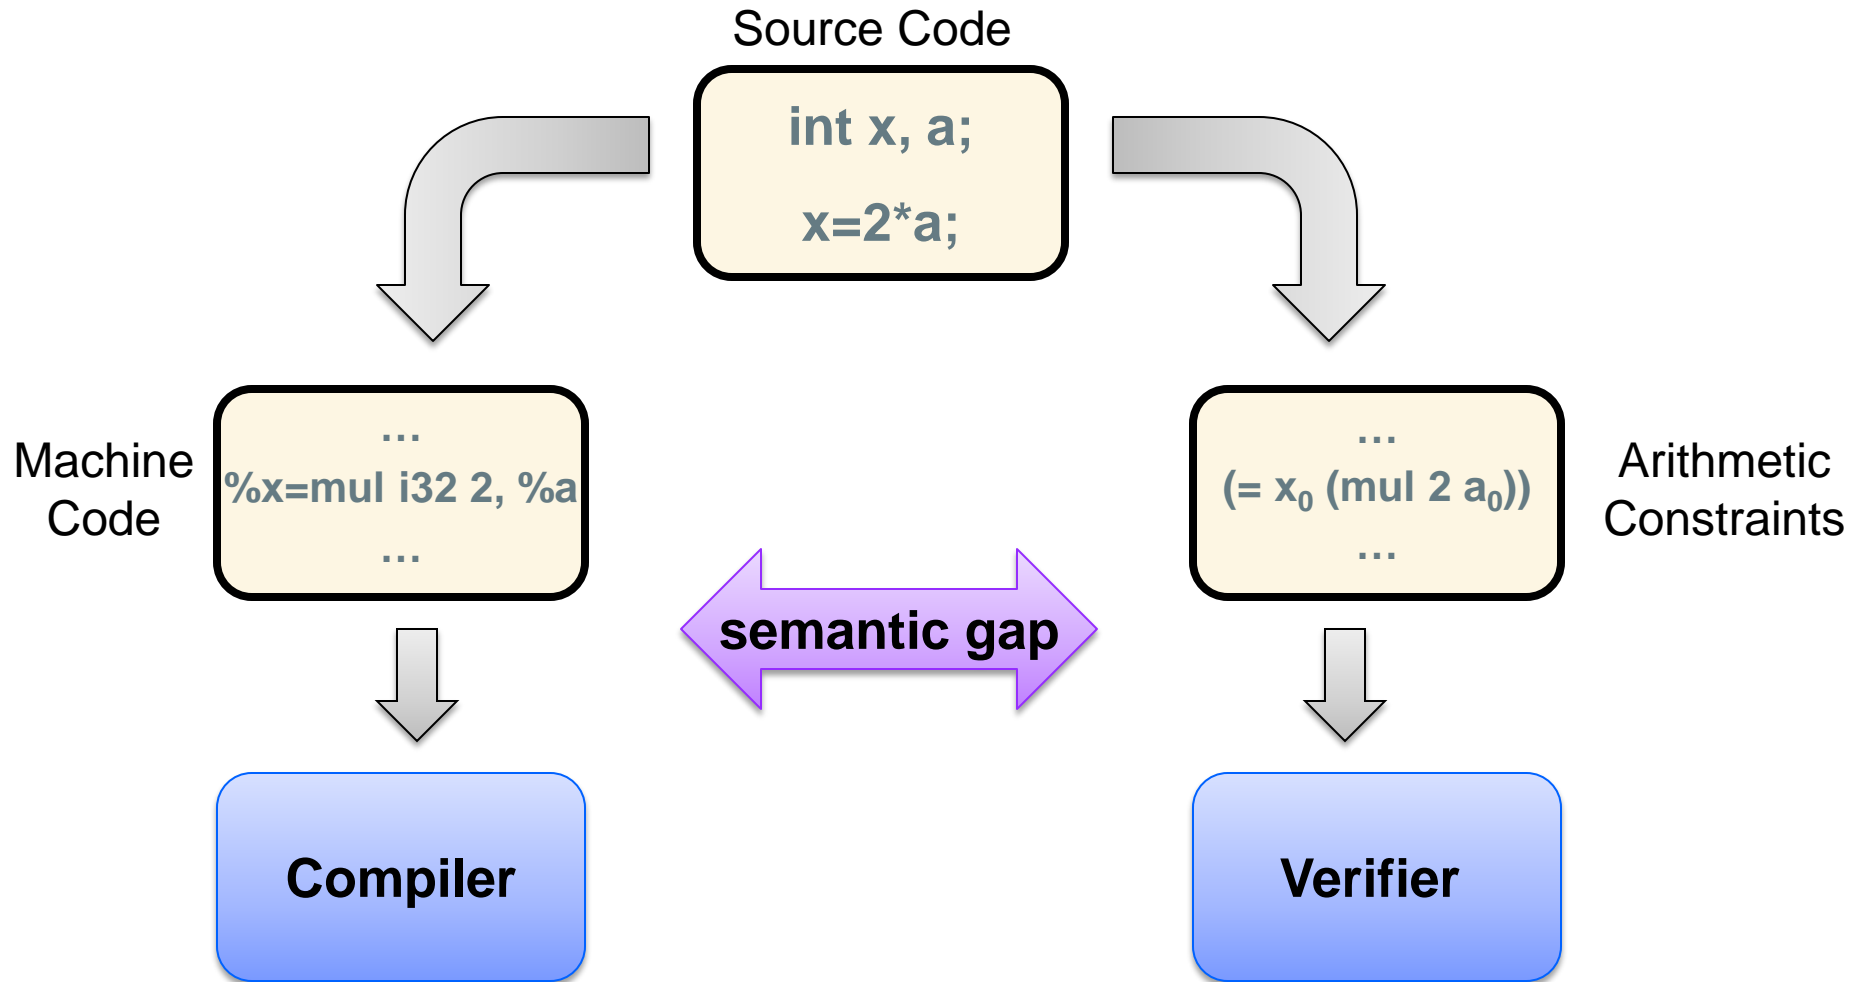 Source Code
int x, a;
x=2*a;
Machine
Code
...
%x=mul i32 2, %a
...
semantic gap
...
(= x₀ (mul 2 a₀))
...
Arithmetic
Constraints
Compiler
Verifier